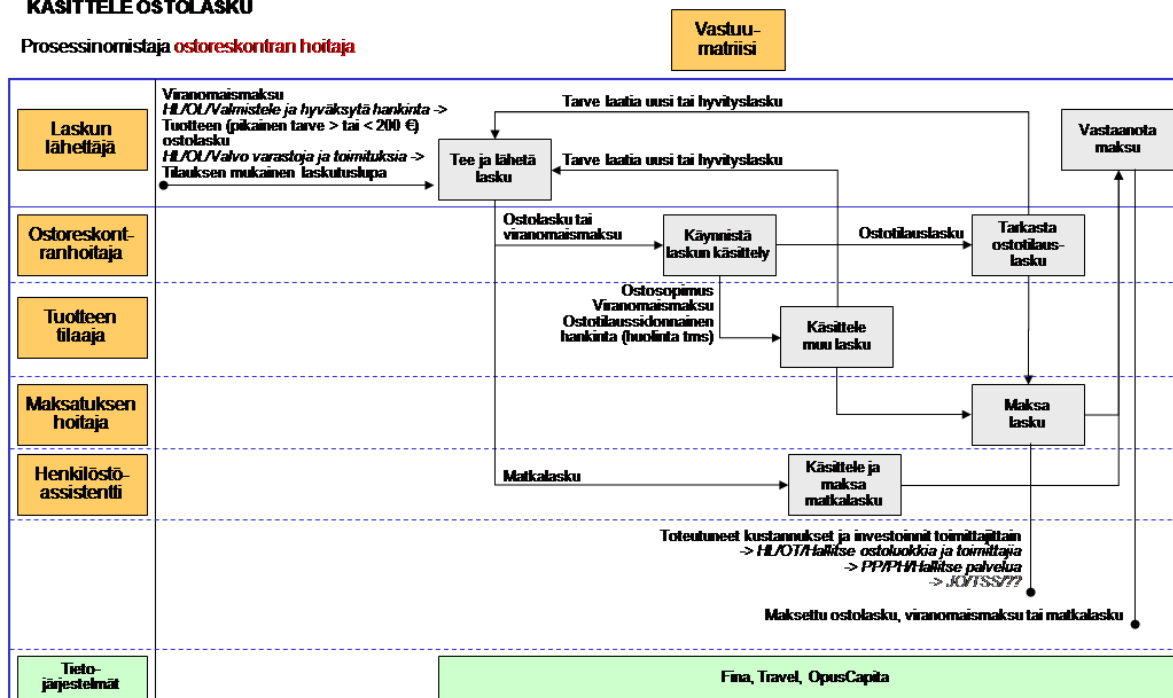 KÄSITTELE OSTOLASKU
Prosessinomistaja ostoreskontran hoitaja
Vastuu-
matriisi
Laskun
lähettäjä
Viranomaismaksu
HL/OL/Valmistele ja hyväksytä hankinta ->
Tuotteen (pikainen tarve > tai < 200 €)
ostolasku
HL/OL/Valvo varastoja ja toimituksia ->
Tilauksen mukainen laskutuslupa
Tee ja lähetä
lasku
Tarve laatia uusi tai hyvityslasku
Tarve laatia uusi tai hyvityslasku
Vastaanota
maksu
Ostoreskont-
ranhoitaja
Ostolasku tai
viranomaismaksu
Käynnistä
laskun käsittely
Ostotilauslasku
Tarkasta
ostotilaus-
lasku
Tuotteen
tilaaja
Ostosopimus
Viranomaismaksu
Ostotilaussidonnainen
hankinta (huolinta tms)
Käsittele
muu lasku
Maksatuksen
hoitaja
Maksa
lasku
Henkilöstö-
assistentti
Matkalasku
Käsittele ja
maksa
matkalasku
Toteutuneet kustannukset ja investoinnit toimittajittain
-> HL/OT/Hallitse ostoluokkia ja toimittajia
-> PP/PH/Hallitse palvelua
-> JO/TSS/??
Maksettu ostolasku, viranomaismaksu tai matkalasku
Tieto-
järjestelmät
Fina, Travel, OpusCapita